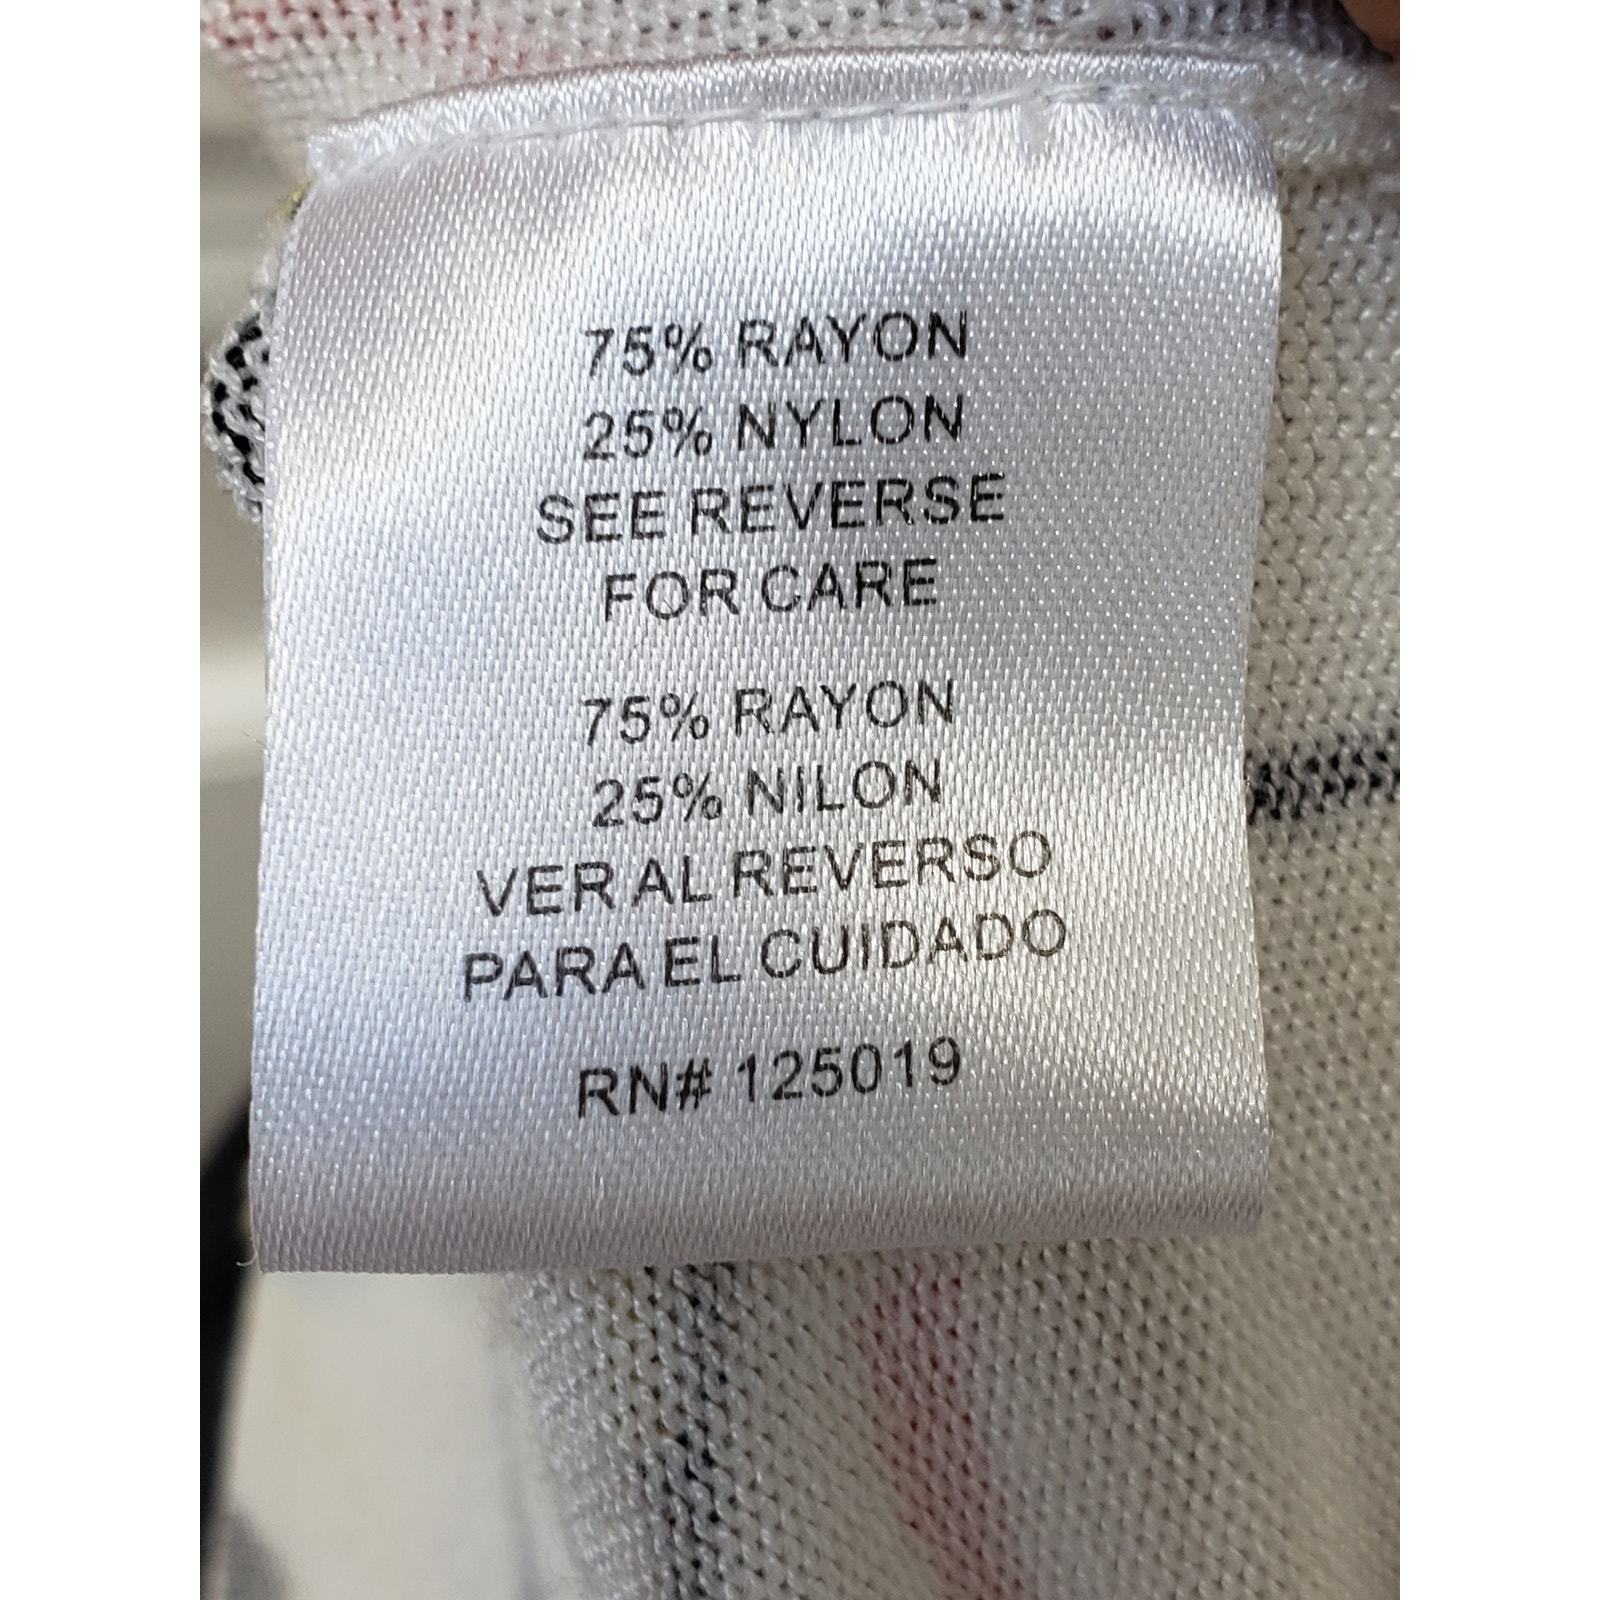 75% RAYON
25% NYLON
SEE REVERSE
FOR CARE
75% RAYON
25% NILON
VER AL REVERSO
PARA EL CUIDADO
RN# 125019